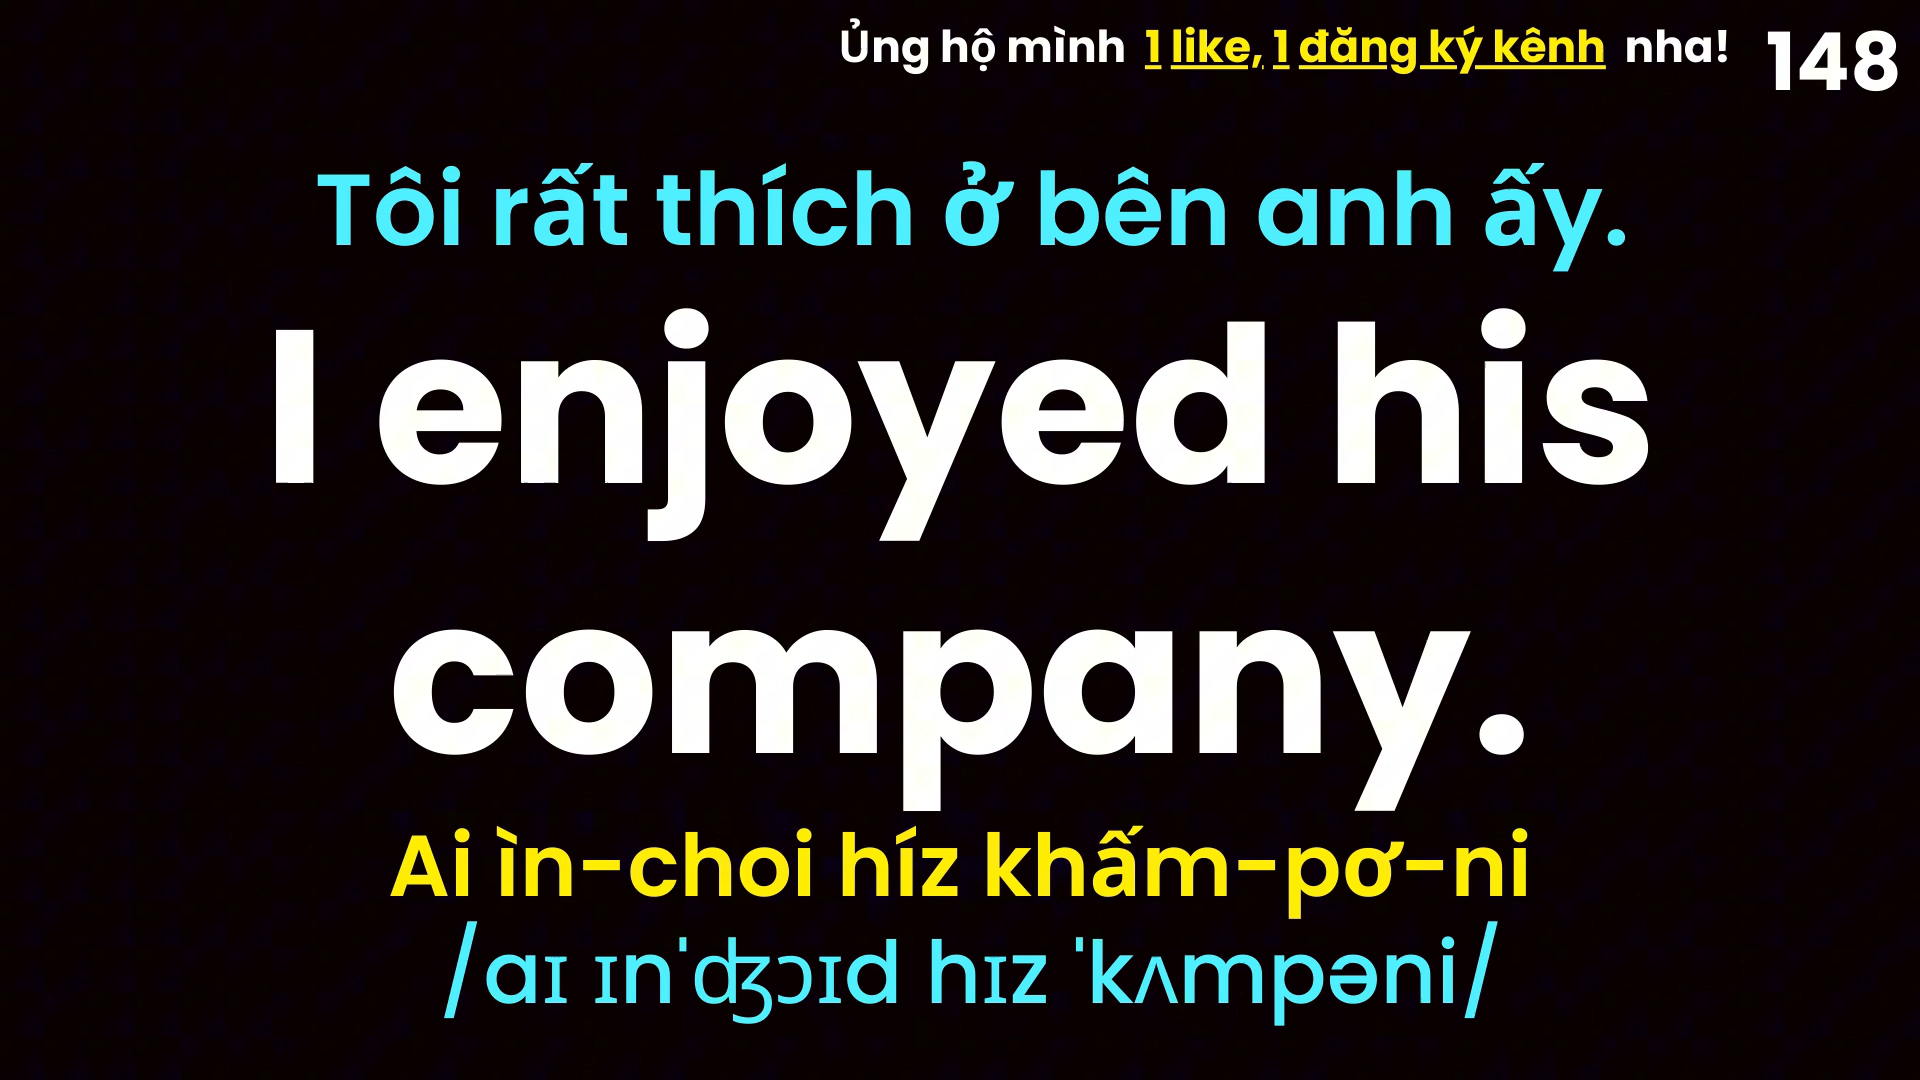 Ủng hộ mình 1 like, 1 đăng ký kênh nha! 148
Tôi rất thích ở bên anh ấy.
I enjoyed his
company.
Ai ìn-choi híz khấm-pơ-ni
/aɪ ɪnˈʤɔɪd hɪz ˈkʌmpəni/